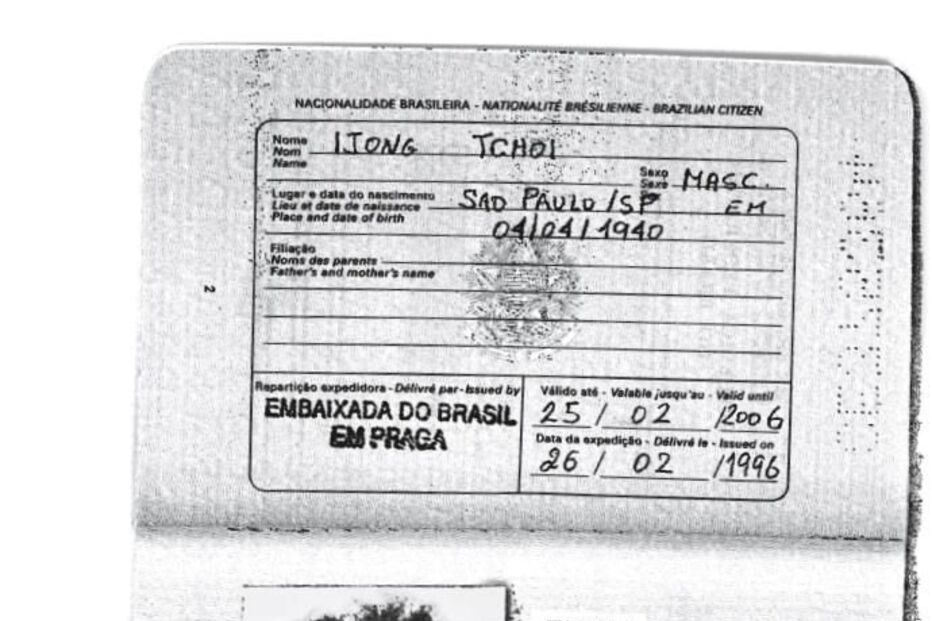 NACIONALIDADE BRASILEIRA - NATIONALITÉ BRÉSILIENNE - BRAZILIAN CITIZEN
Nome
Nom
Name
IJONG TCHOI
Sexo
Sexe
MASC.
Lugar e data do nascimento
Lieu et date de naissance
Place and date of birth
SAO PAULO/SP EM
04/04/1940
Filiação
Noms des parents
Father's and mother's name
2
Repartição expedidora - Délivré par - Issued by
EMBAIXADA DO BRASIL
EM PRAGA
Válido até - Valable jusqu'au - Valid until
25 / 02 /2006
Data da expedição - Délivré le - Issued on
26 / 02 /1996